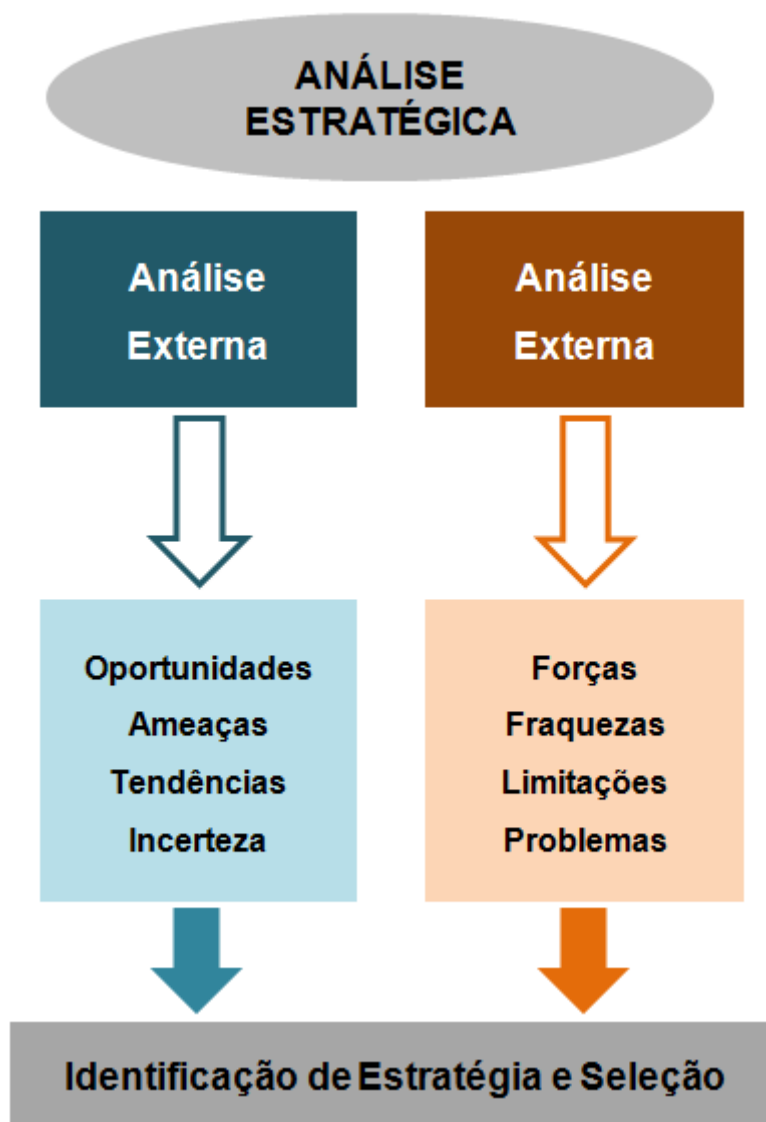 ANÁLISE
ESTRATÉGICA
Análise
Externa
Análise
Externa
Oportunidades
Ameaças
Tendências
Incerteza
Forças
Fraquezas
Limitações
Problemas
Identificação de Estratégia e Seleção